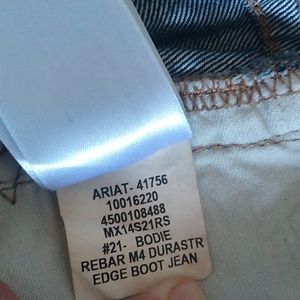 ARIAT- 41756
10016220
4500108488
MX14S21RS
#21- BODIE
REBAR M4 DURASTR
EDGE BOOT JEAN